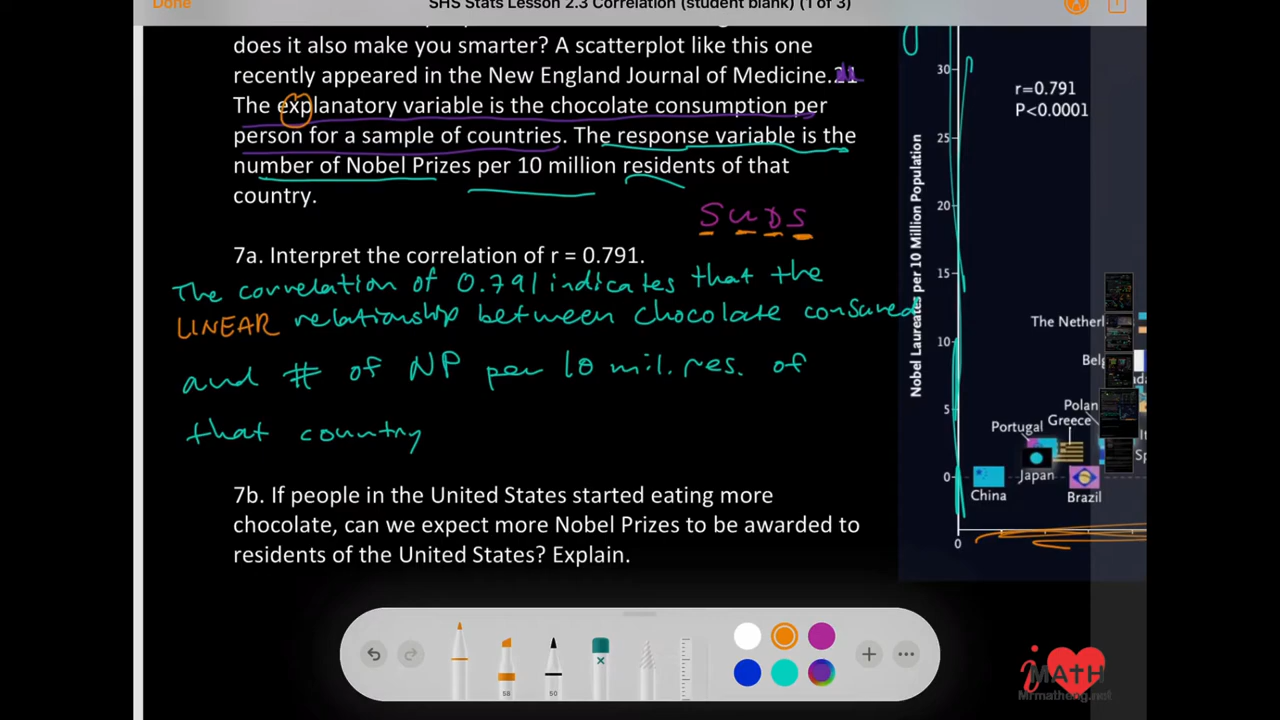 Done
SHS Stats Lesson 2.3 Correlation (student blank) (1 of 3)
does it also make you smarter? A scatterplot like this one
recently appeared in the New England Journal of Medicine.21
The explanatory variable is the chocolate consumption per
person for a sample of countries. The response variable is the
number of Nobel Prizes per 10 million residents of that
country.
SUDS
7a. Interpret the correlation of r = 0.791.
The correlation of 0.791 indicates that the
LINEAR relationship between chocolate consumed
and # of NP per 10 mil. res. of
that country
7b. If people in the United States started eating more
chocolate, can we expect more Nobel Prizes to be awarded to
residents of the United States? Explain.
Nobel Laureates per 10 Million Population
30
r=0.791
P<0.0001
25
20
15
The Netherl
10
Belg
5
Polan
Portugal
Greece
0
China
Japan
Brazil
0
56
50
i MATH
Mrmatheng.net